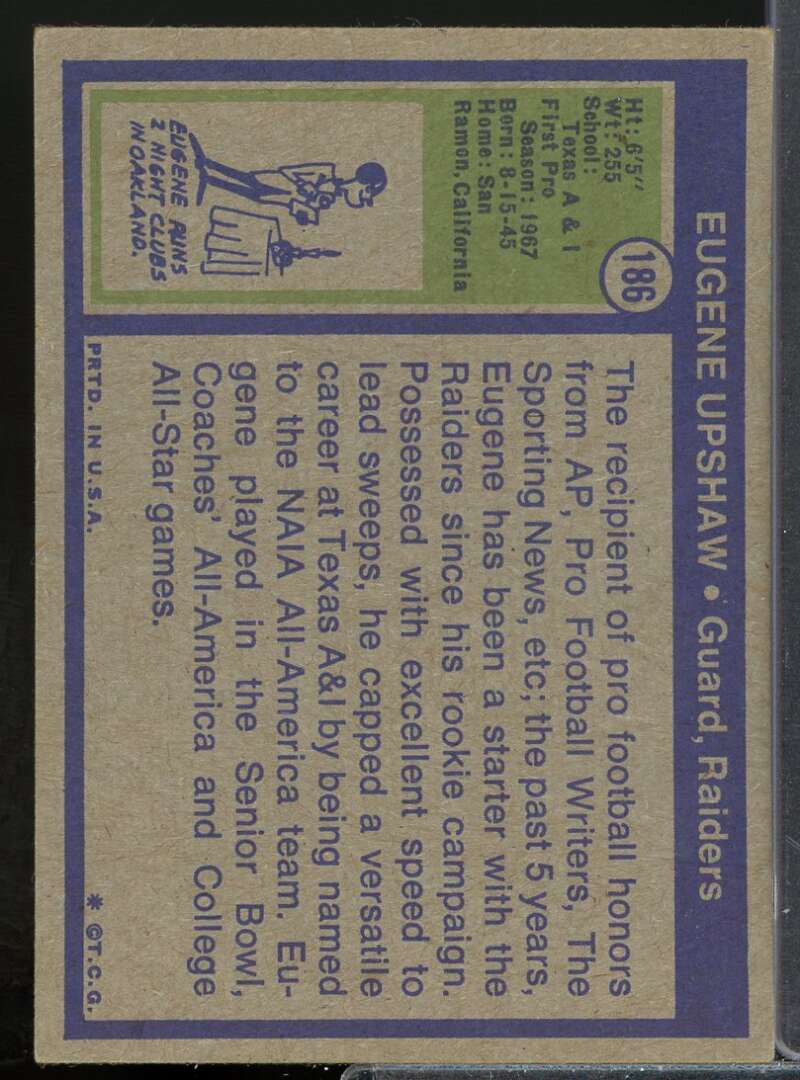 EUGENE UPSHAW • Guard, Raiders
186
Ht: 6'5"
Wt: 255
School:
Texas A & I
First Pro
Season: 1967
Born: 8-15-45
Home: San
Ramon, California
EUGENE RUNS
2 NIGHT CLUBS
IN OAKLAND.
The recipient of pro football honors
from AP, Pro Football Writers, The
Sporting News, etc; the past 5 years,
Eugene has been a starter with the
Raiders since his rookie campaign.
Possessed with excellent speed to
lead sweeps, he capped a versatile
career at Texas A&I by being named
to the NAIA All-America team. Eu-
gene played in the Senior Bowl,
Coaches' All-America and College
All-Star games.
PRTD. IN U.S.A.
* ©T.C.G.